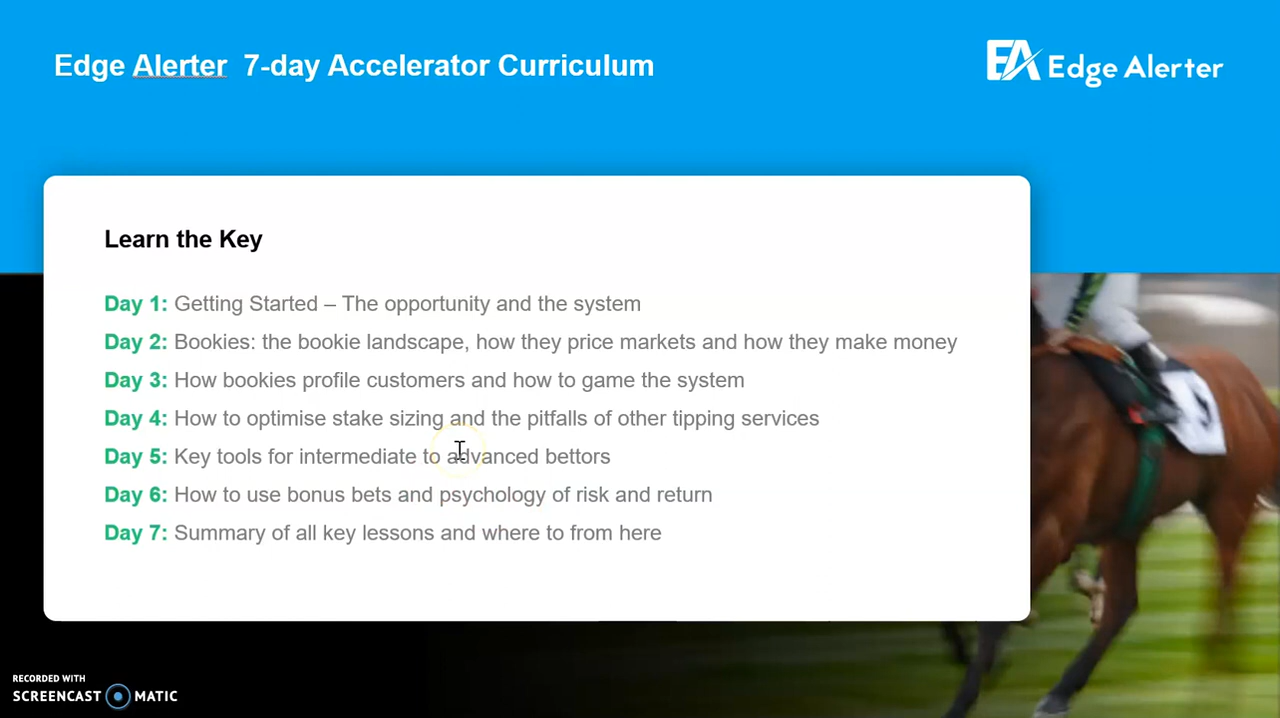 Edge Alerter 7-day Accelerator Curriculum
EA Edge Alerter
Learn the Key
Day 1: Getting Started – The opportunity and the system
Day 2: Bookies: the bookie landscape, how they price markets and how they make money
Day 3: How bookies profile customers and how to game the system
Day 4: How to optimise stake sizing and the pitfalls of other tipping services
Day 5: Key tools for intermediate to advanced bettors
Day 6: How to use bonus bets and psychology of risk and return
Day 7: Summary of all key lessons and where to from here
RECORDED WITH
SCREENCAST MATIC